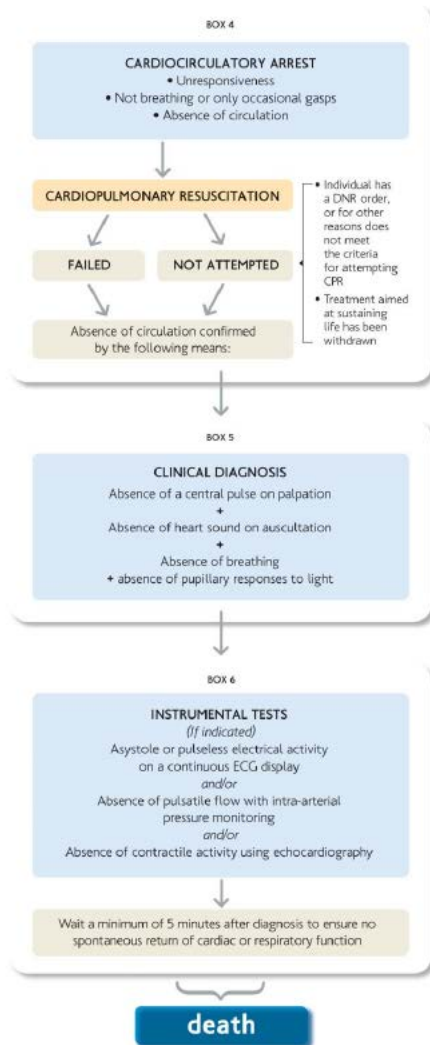 BOX 4
CARDIOCIRCULATORY ARREST
• Unresponsiveness
• Not breathing or only occasional gasps
• Absence of circulation
CARDIOPULMONARY RESUSCITATION
FAILED
NOT ATTEMPTED
• Individual has
a DNR order,
or for other
reasons does
not meet
the criteria
for attempting
CPR
• Treatment aimed
at sustaining
life has been
withdrawn
Absence of circulation confirmed
by the following means:
BOX 5
CLINICAL DIAGNOSIS
Absence of a central pulse on palpation
+
Absence of heart sound on auscultation
+
Absence of breathing
+ absence of pupillary responses to light
BOX 6
INSTRUMENTAL TESTS
(If indicated)
Asystole or pulseless electrical activity
on a continuous ECG display
and/or
Absence of pulsatile flow with intra-arterial
pressure monitoring
and/or
Absence of contractile activity using echocardiography
Wait a minimum of 5 minutes after diagnosis to ensure no
spontaneous return of cardiac or respiratory function
death